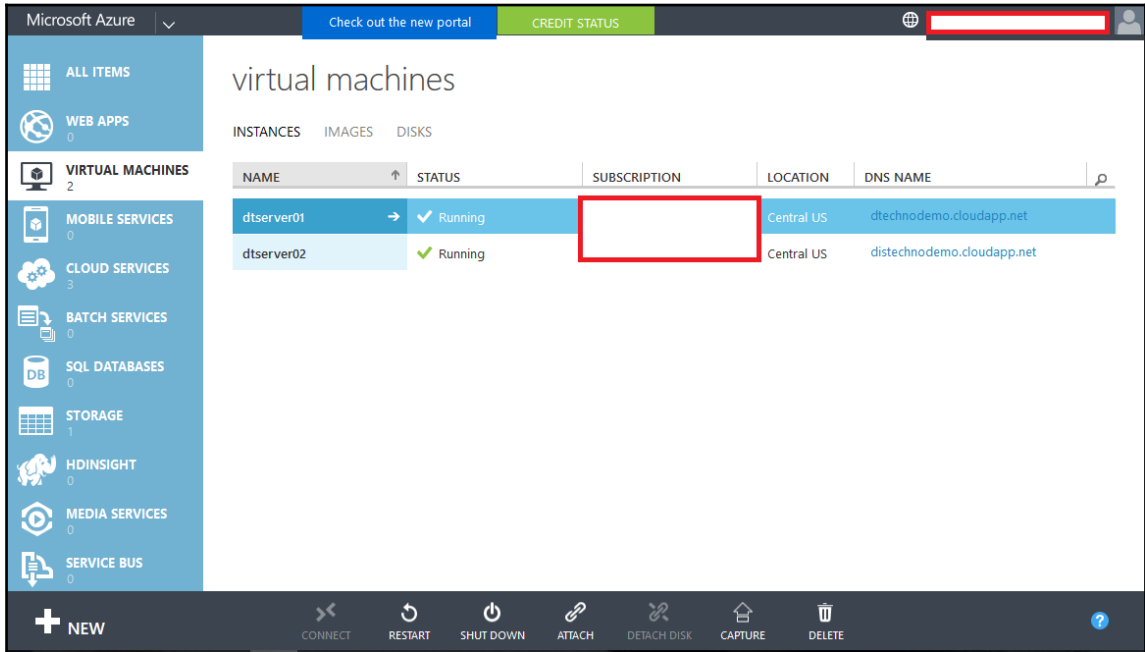 Microsoft Azure
Check out the new portal
CREDIT STATUS
ALL ITEMS
WEB APPS
0
VIRTUAL MACHINES
2
MOBILE SERVICES
0
CLOUD SERVICES
3
BATCH SERVICES
0
SQL DATABASES
0
DB
STORAGE
1
HDINSIGHT
0
MEDIA SERVICES
0
SERVICE BUS
0
virtual machines
INSTANCES IMAGES DISKS
NAME STATUS SUBSCRIPTION LOCATION DNS NAME
dtserver01 Running Central US dtechnodemo.cloudapp.net
dtserver02 Running Central US distechnodemo.cloudapp.net
NEW
CONNECT RESTART SHUT DOWN ATTACH DETACH DISK CAPTURE DELETE
?